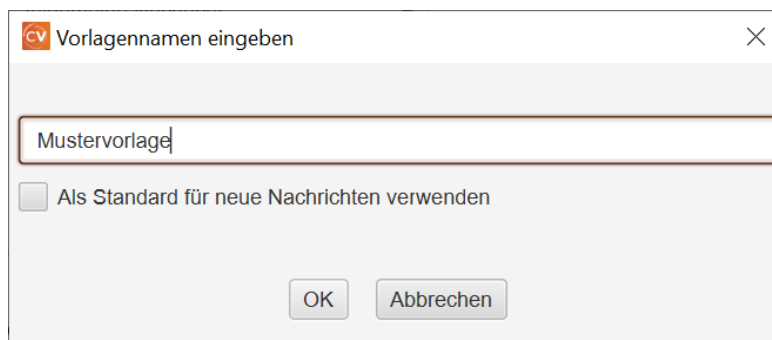 CV Vorlagennamen eingeben
Mustervorlage
Als Standard für neue Nachrichten verwenden
OK Abbrechen